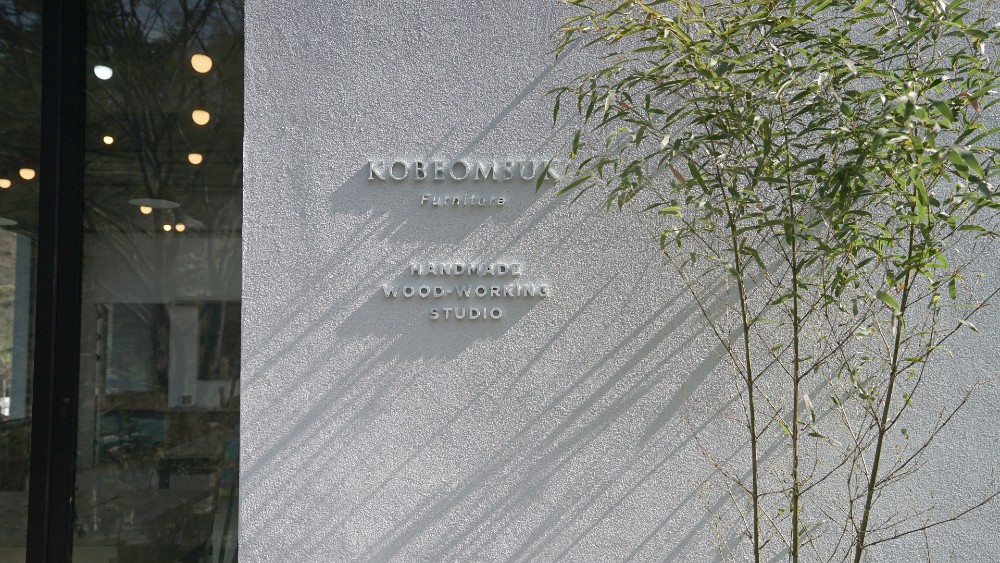 KOBEOMSUK
Furniture
HANDMADE
WOOD-WORKING
STUDIO